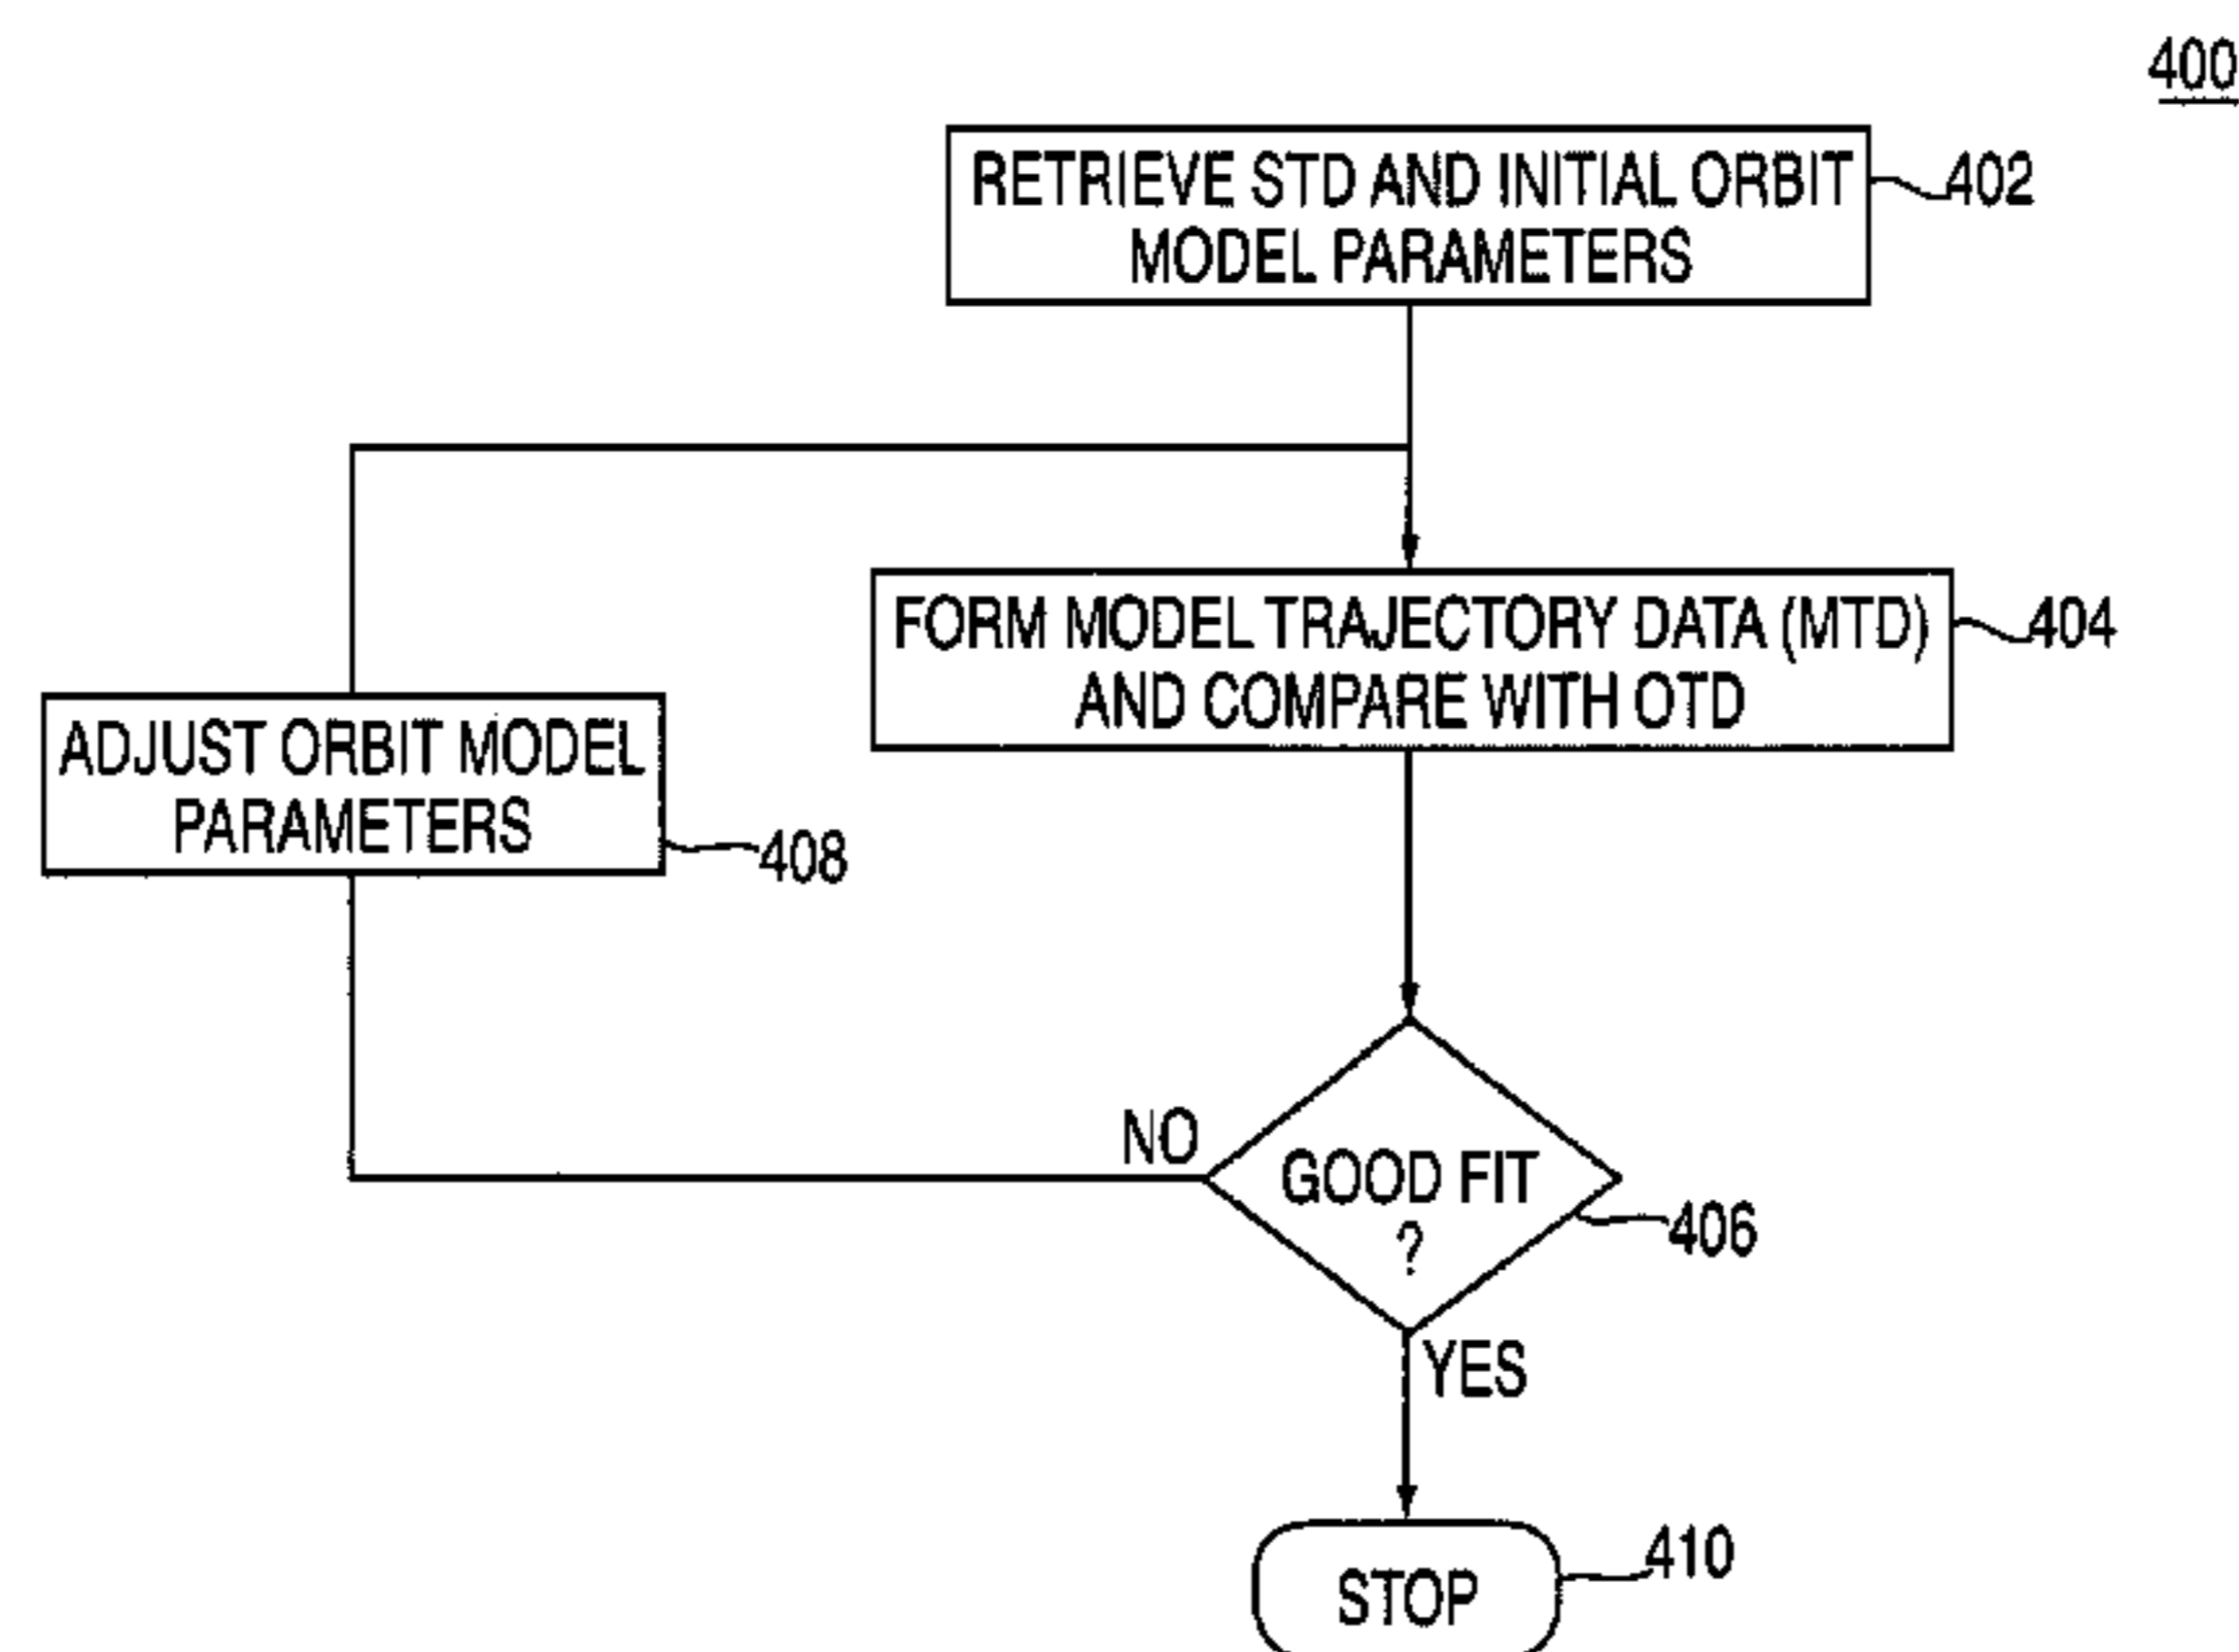 400
RETRIEVE STD AND INITIAL ORBIT
MODEL PARAMETERS
402
FORM MODEL TRAJECTORY DATA (MTD)
AND COMPARE WITH OTD
404
ADJUST ORBIT MODEL
PARAMETERS
408
NO
GOOD FIT
?
406
YES
STOP
410